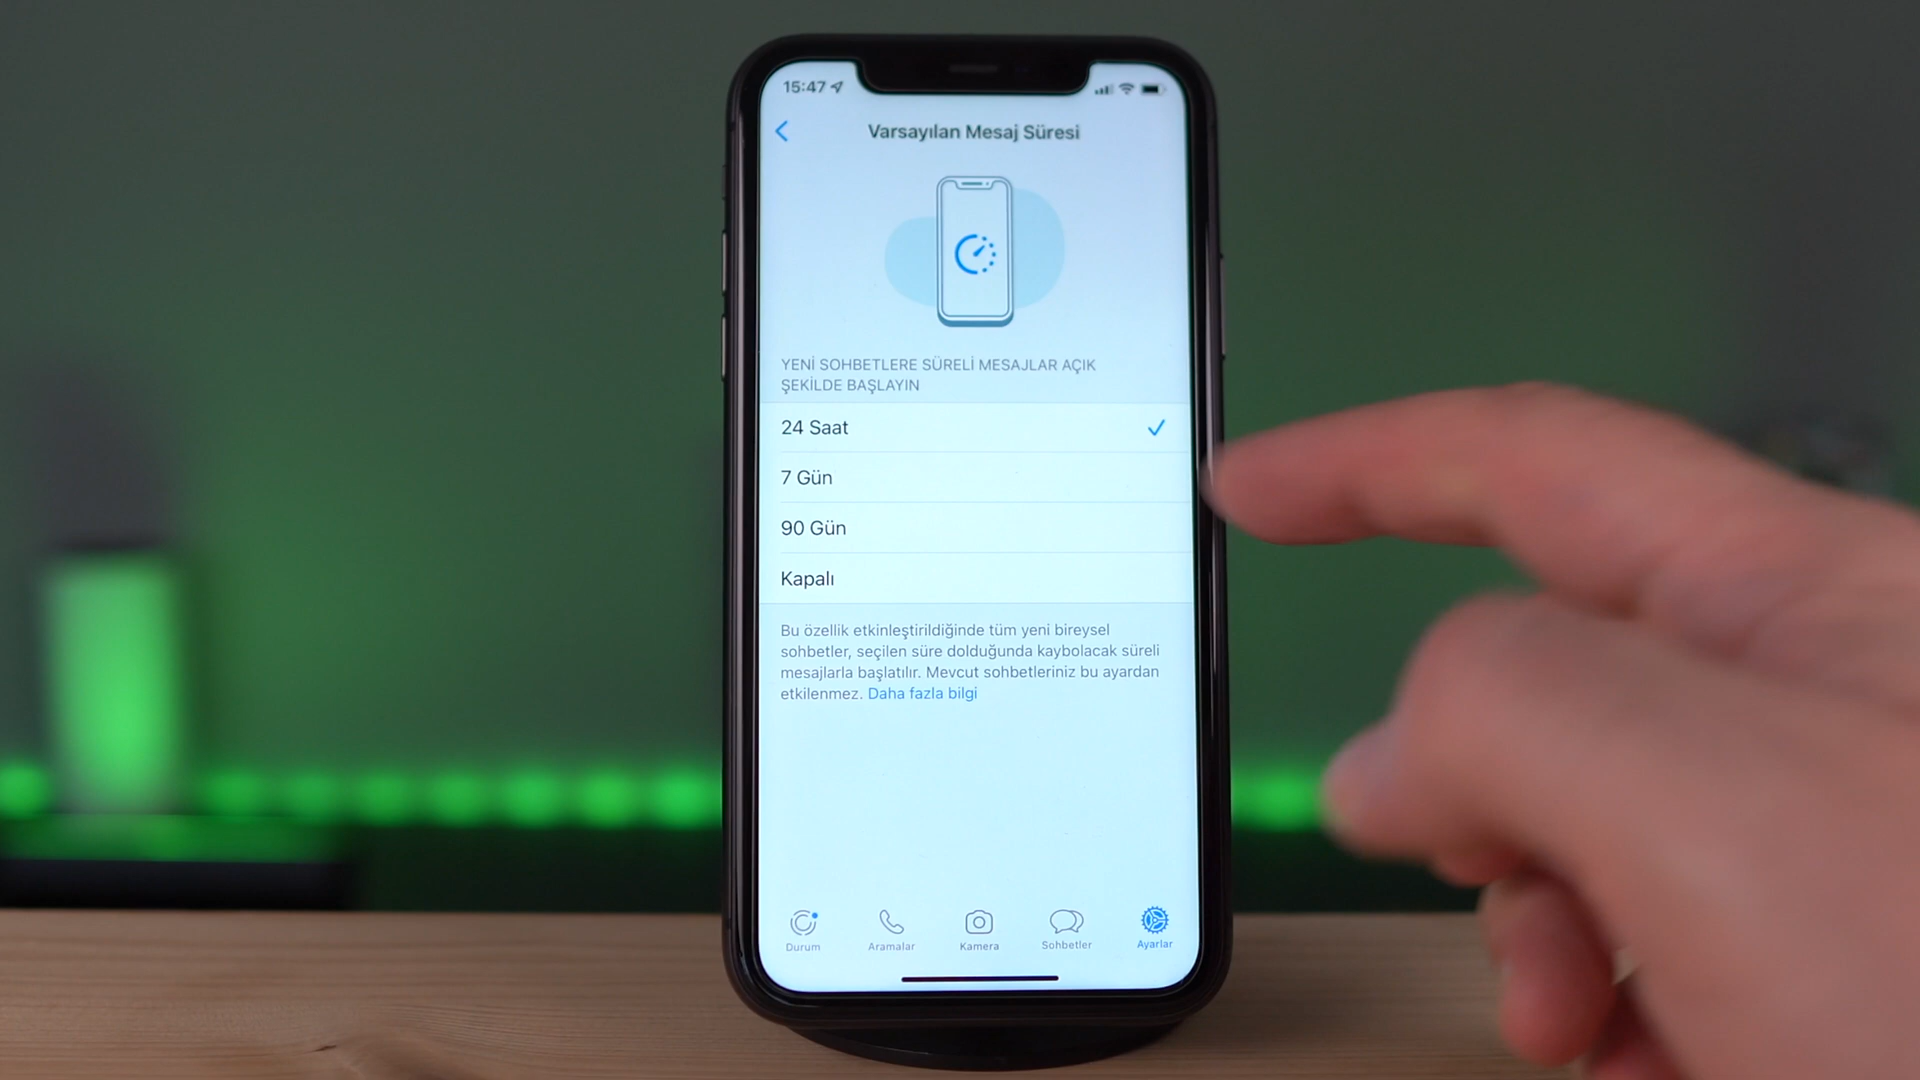 15:47
Varsayılan Mesaj Süresi
YENİ SOHBETLERE SÜRELİ MESAJLAR AÇIK
ŞEKİLDE BAŞLAYIN
24 Saat
7 Gün
90 Gün
Kapalı
Bu özellik etkinleştirildiğinde tüm yeni bireysel
sohbetler, seçilen süre dolduğunda kaybolacak süreli
mesajlarla başlatılır. Mevcut sohbetleriniz bu ayardan
etkilenmez. Daha fazla bilgi
Durum
Aramalar
Kamera
Sohbetler
Ayarlar